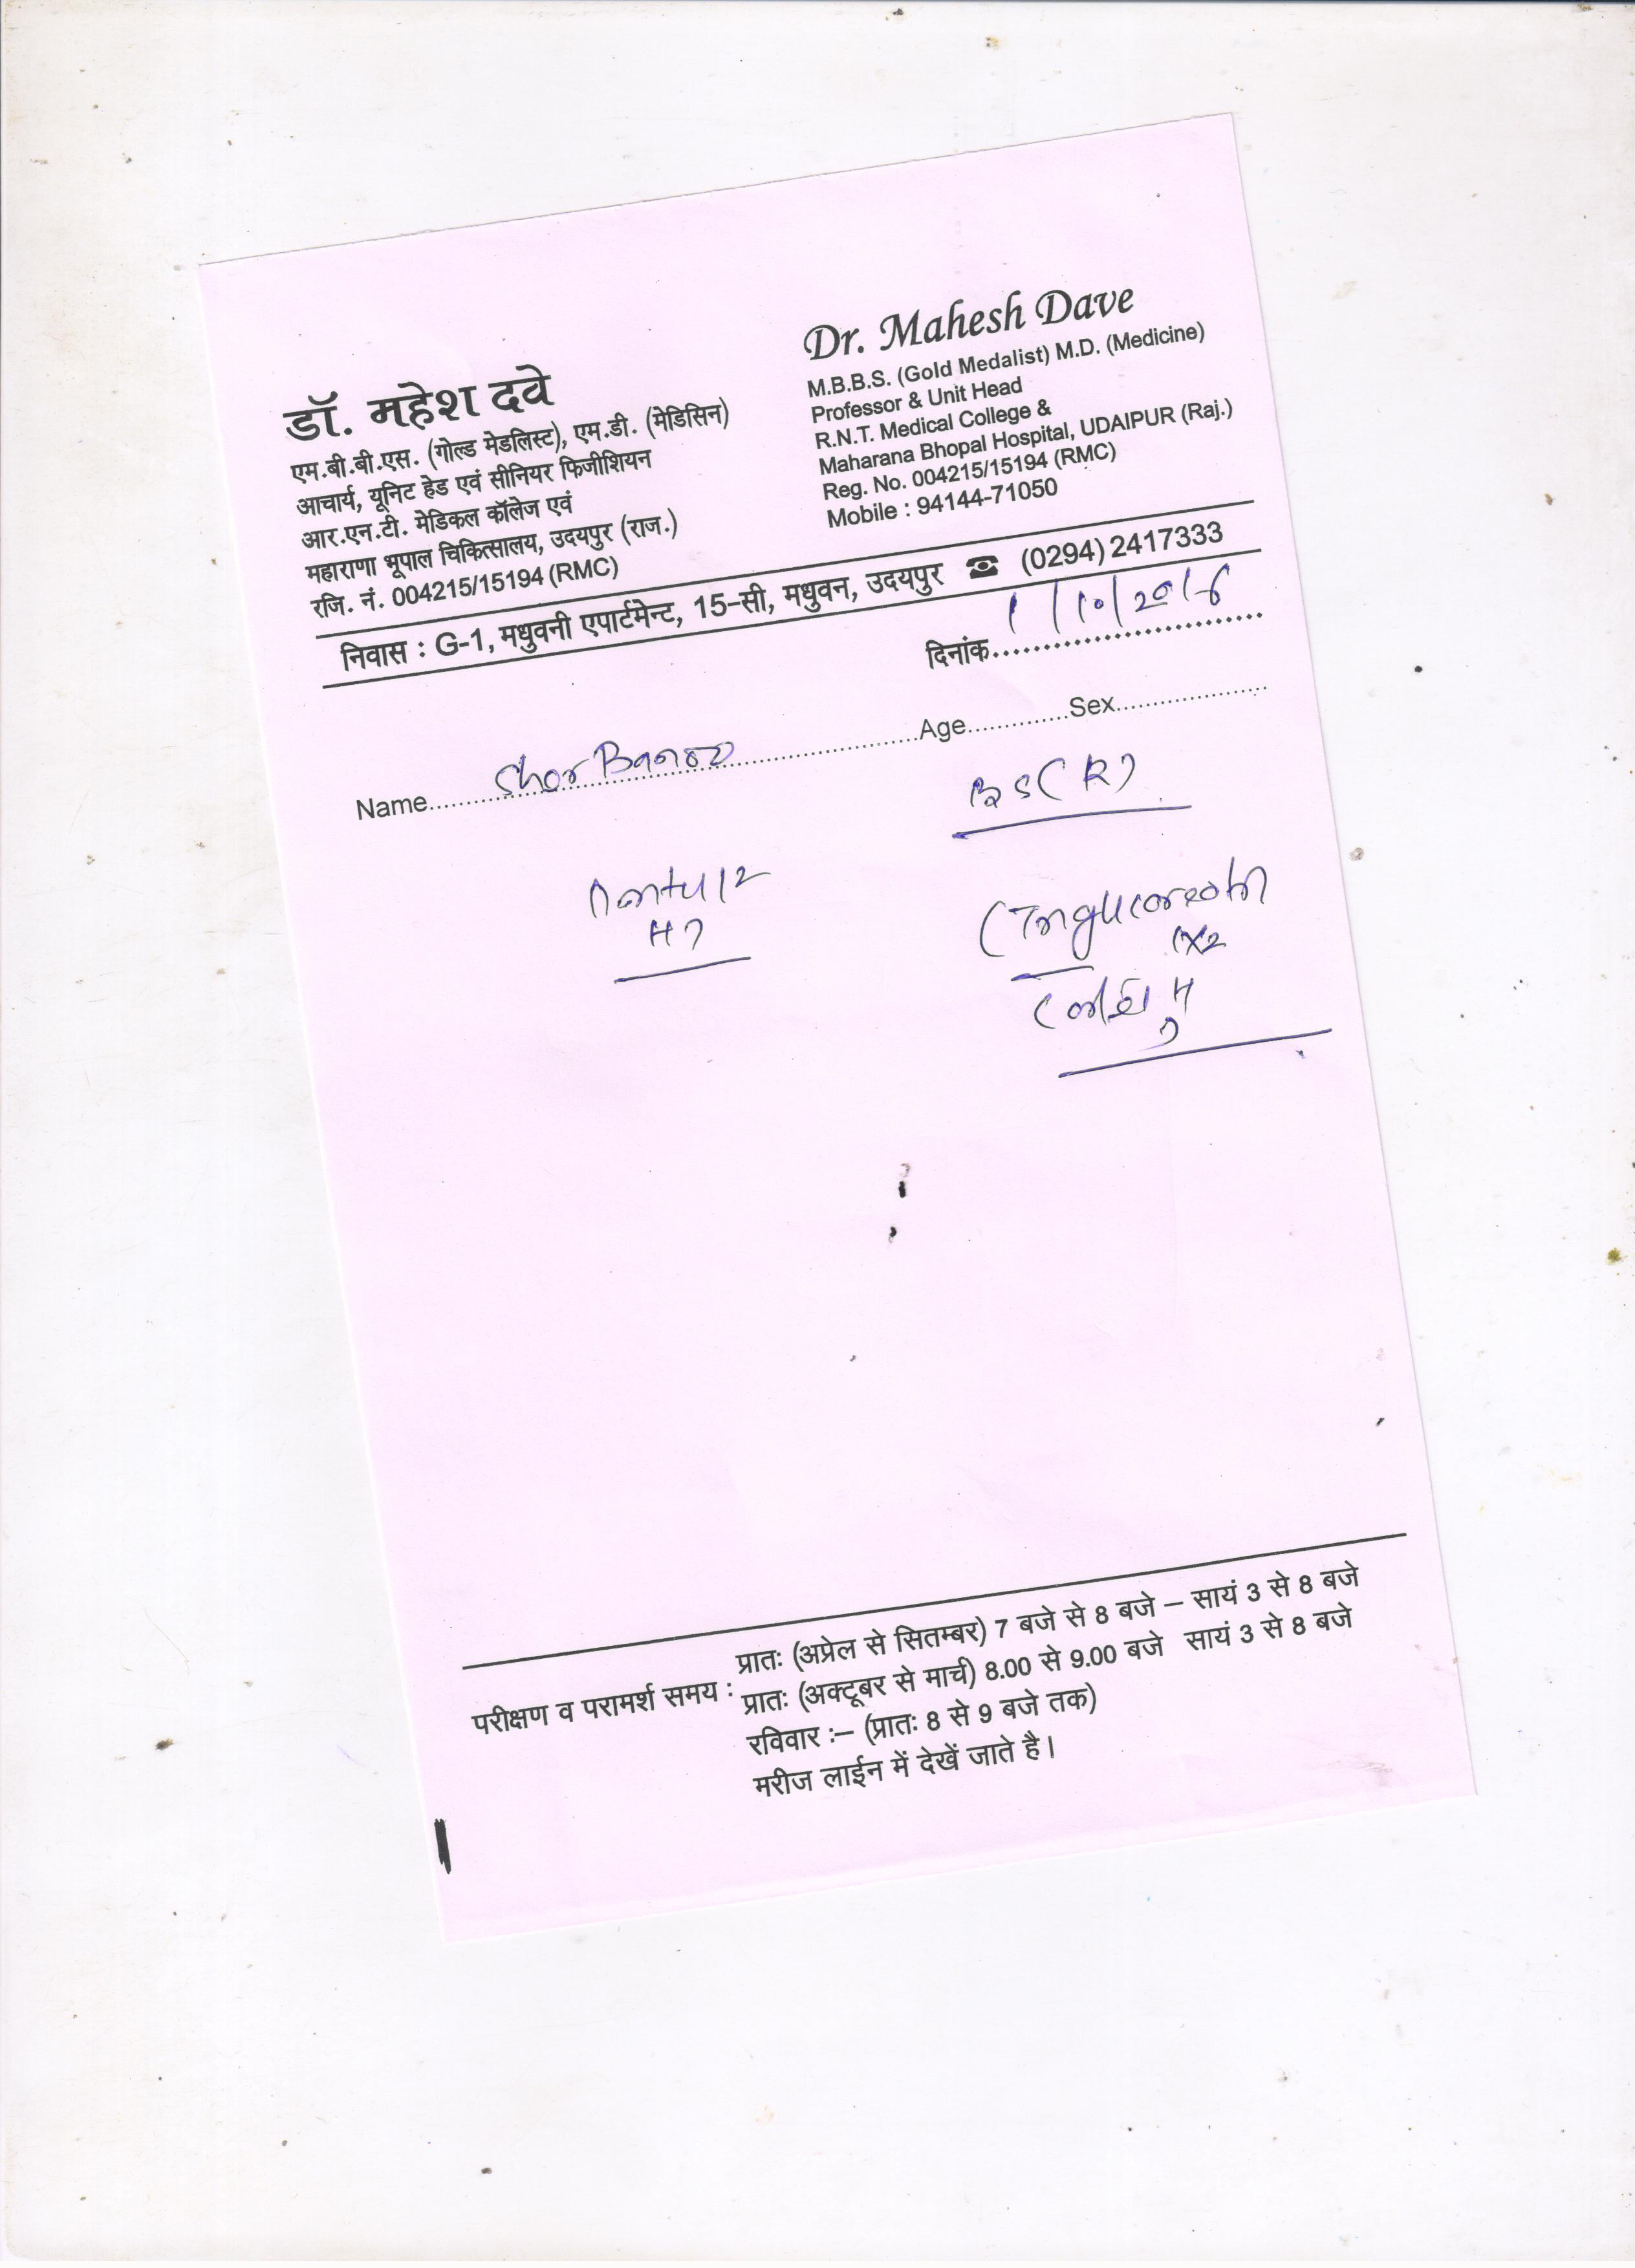 डॉ. महेश दवे
एम.बी.बी.एस. (गोल्ड मेडलिस्ट), एम.डी. (मेडिसिन)
आचार्य, यूनिट हेड एवं सीनियर फिजीशियन
आर.एन.टी. मेडिकल कॉलेज एवं
महाराणा भूपाल चिकित्सालय, उदयपुर (राज.)
रजि. नं. 004215/15194 (RMC)
Dr. Mahesh Dave
M.B.B.S. (Gold Medalist) M.D. (Medicine)
Professor & Unit Head
R.N.T. Medical College &
Maharana Bhopal Hospital, UDAIPUR (Raj.)
Reg. No. 004215/15194 (RMC)
Mobile : 94144-71050
निवास : G-1, मधुवनी एपार्टमेन्ट, 15-सी, मधुवन, उदयपुर ☎ (0294) 2417333
दिनांक 1/10/2016
Name Shor Banoo Age Sex
BS (R)
1x2
परीक्षण व परामर्श समय :
प्रातः (अप्रेल से सितम्बर) 7 बजे से 8 बजे – सायं 3 से 8 बजे
प्रातः (अक्टूबर से मार्च) 8.00 से 9.00 बजे सायं 3 से 8 बजे
रविवार :– (प्रातः 8 से 9 बजे तक)
मरीज लाईन में देखें जाते है।